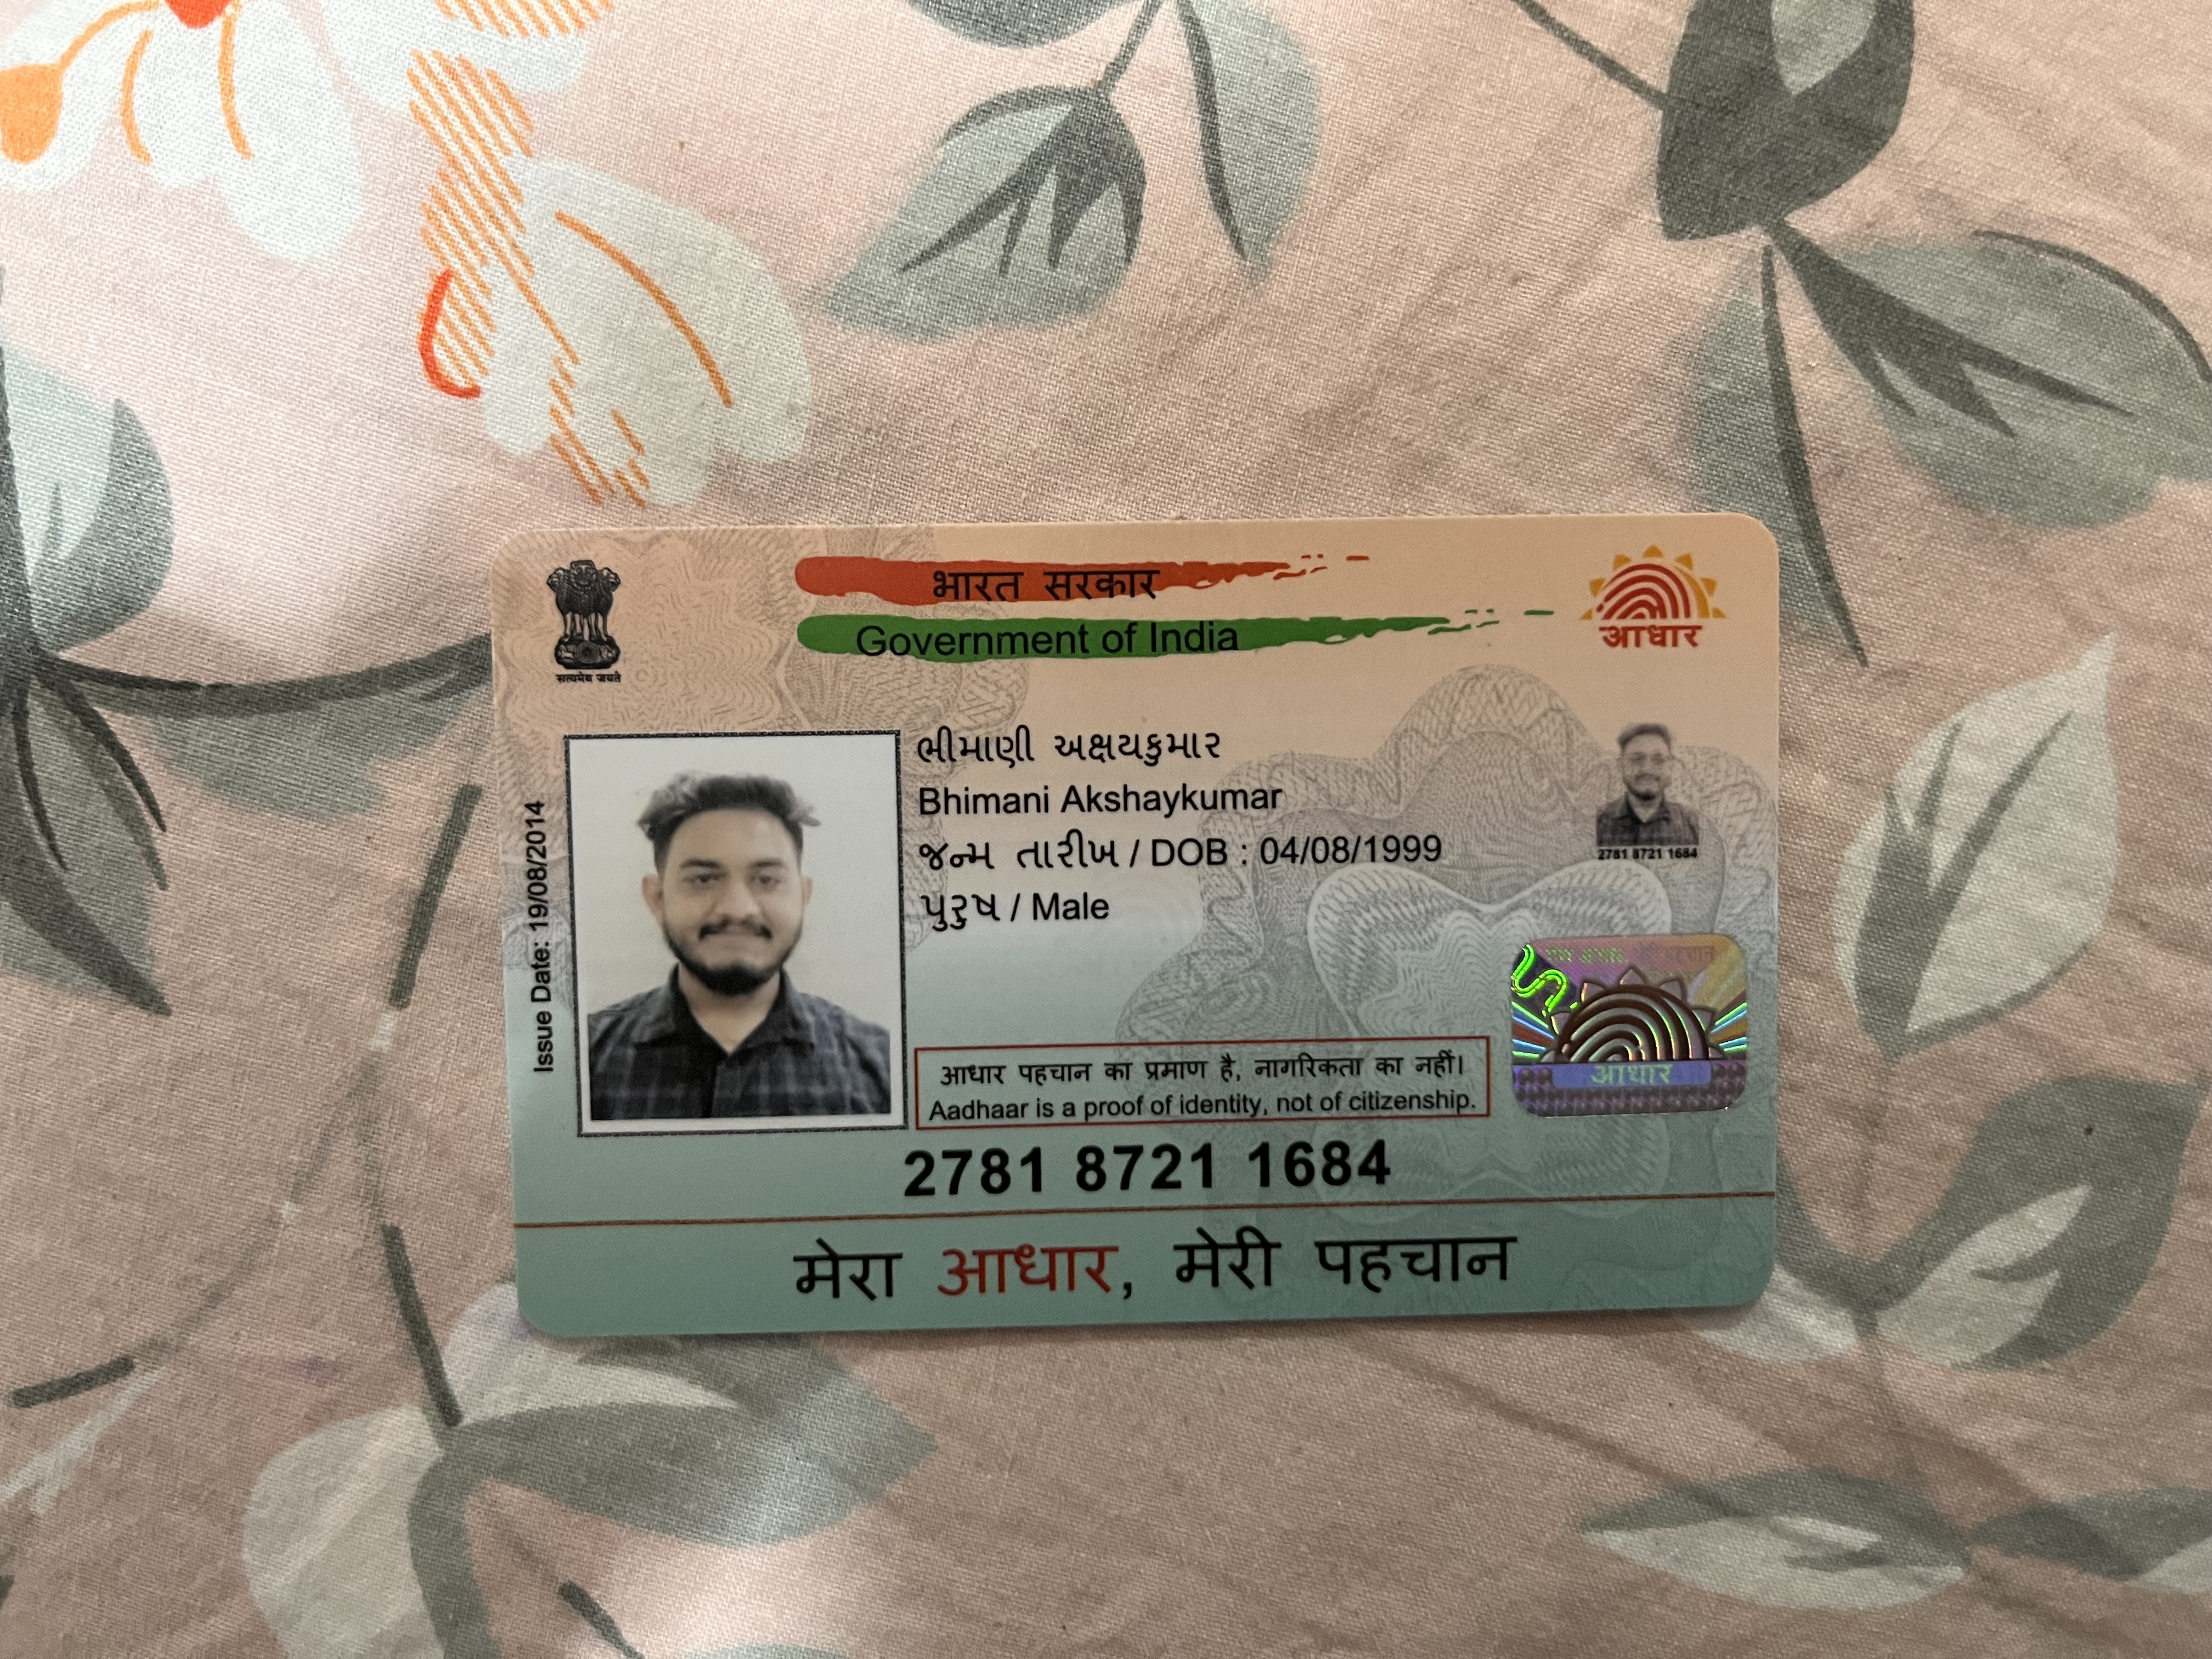 भारत सरकार
Government of India
आधार
सत्यमेव जयते
Issue Date: 19/08/2014
ભીમાણી અક્ષયકુમાર
Bhimani Akshaykumar
જન્મ તારીખ / DOB : 04/08/1999
પુરુષ / Male
2781 8721 1684
आधार पहचान का प्रमाण है, नागरिकता का नहीं।
Aadhaar is a proof of identity, not of citizenship.
आधार
2781 8721 1684
मेरा आधार, मेरी पहचान